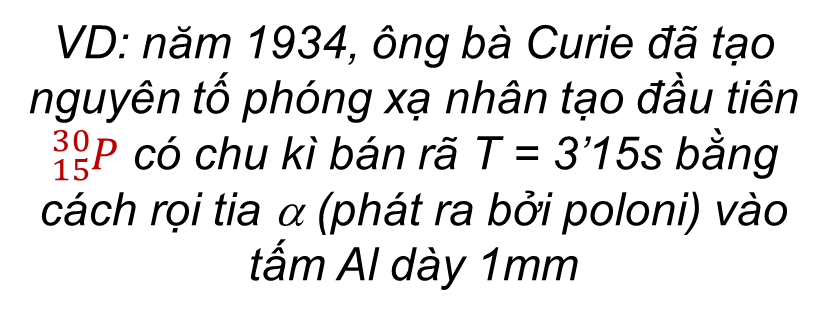 VD: năm 1934, ông bà Curie đã tạo
nguyên tố phóng xạ nhân tạo đầu tiên
³⁰₁₅P có chu kì bán rã T = 3’15s bằng
cách rọi tia α (phát ra bởi poloni) vào
tấm Al dày 1mm